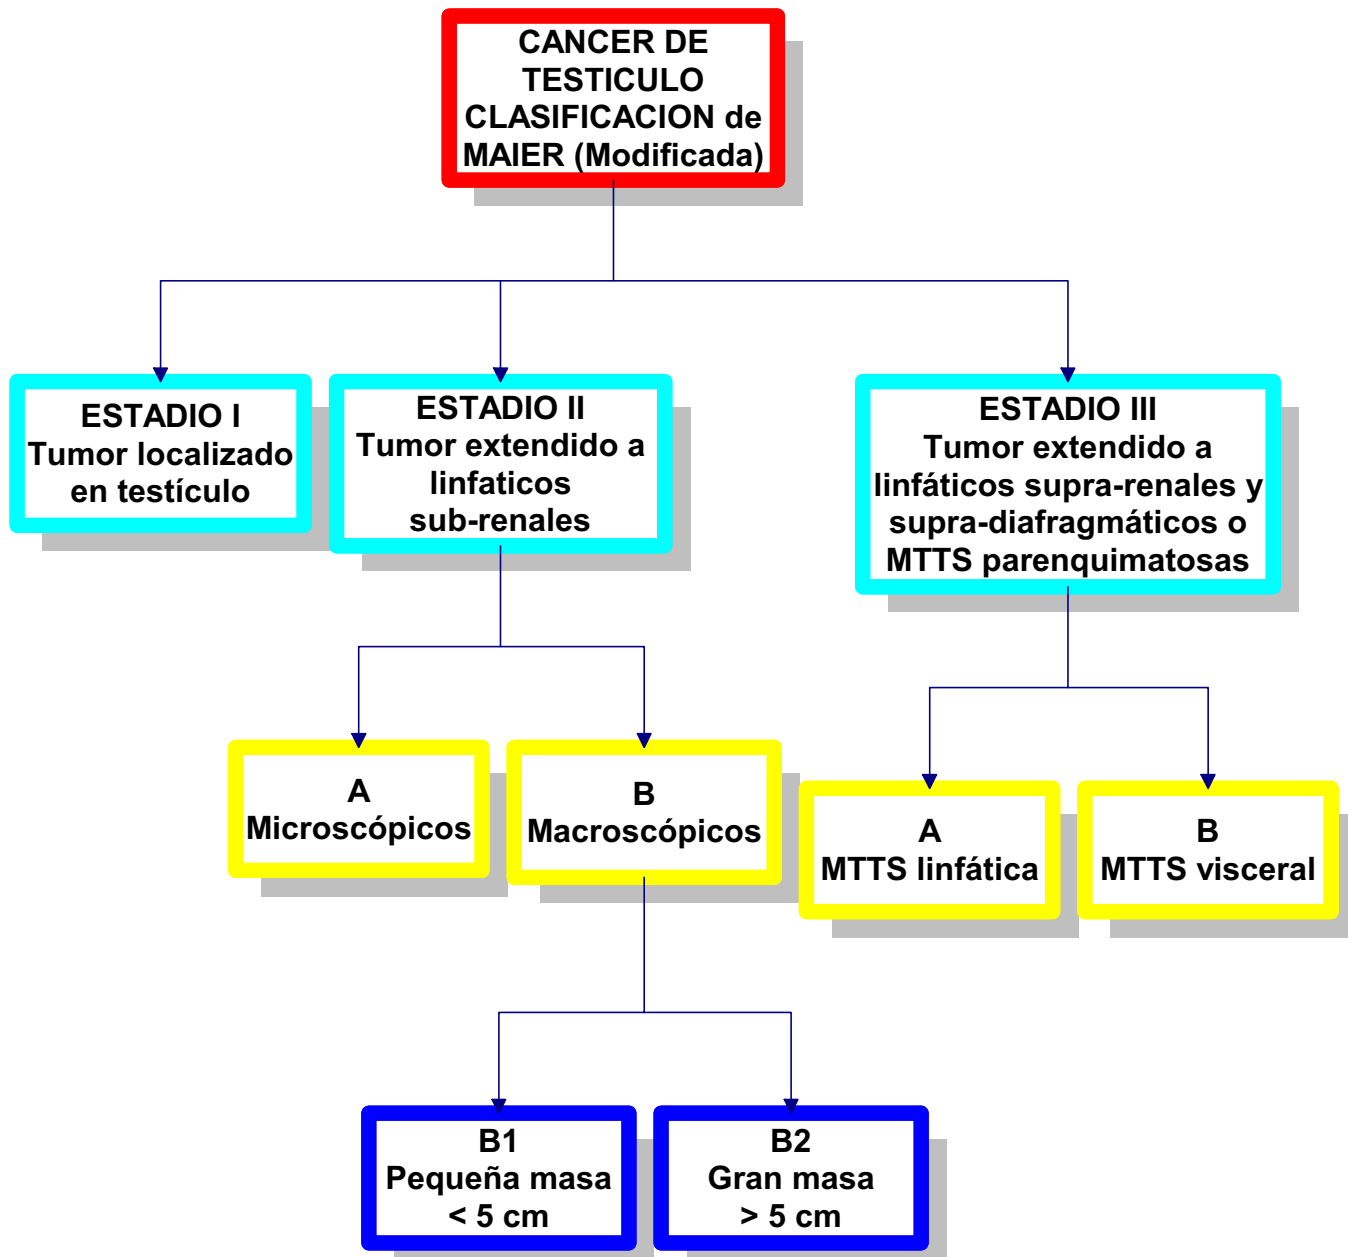 CANCER DE
TESTICULO
CLASIFICACION de
MAIER (Modificada)
ESTADIO I
Tumor localizado
en testículo
ESTADIO II
Tumor extendido a
linfaticos
sub-renales
ESTADIO III
Tumor extendido a
linfáticos supra-renales y
supra-diafragmáticos o
MTTS parenquimatosas
A
Microscópicos
B
Macroscópicos
A
MTTS linfática
B
MTTS visceral
B1
Pequeña masa
< 5 cm
B2
Gran masa
> 5 cm